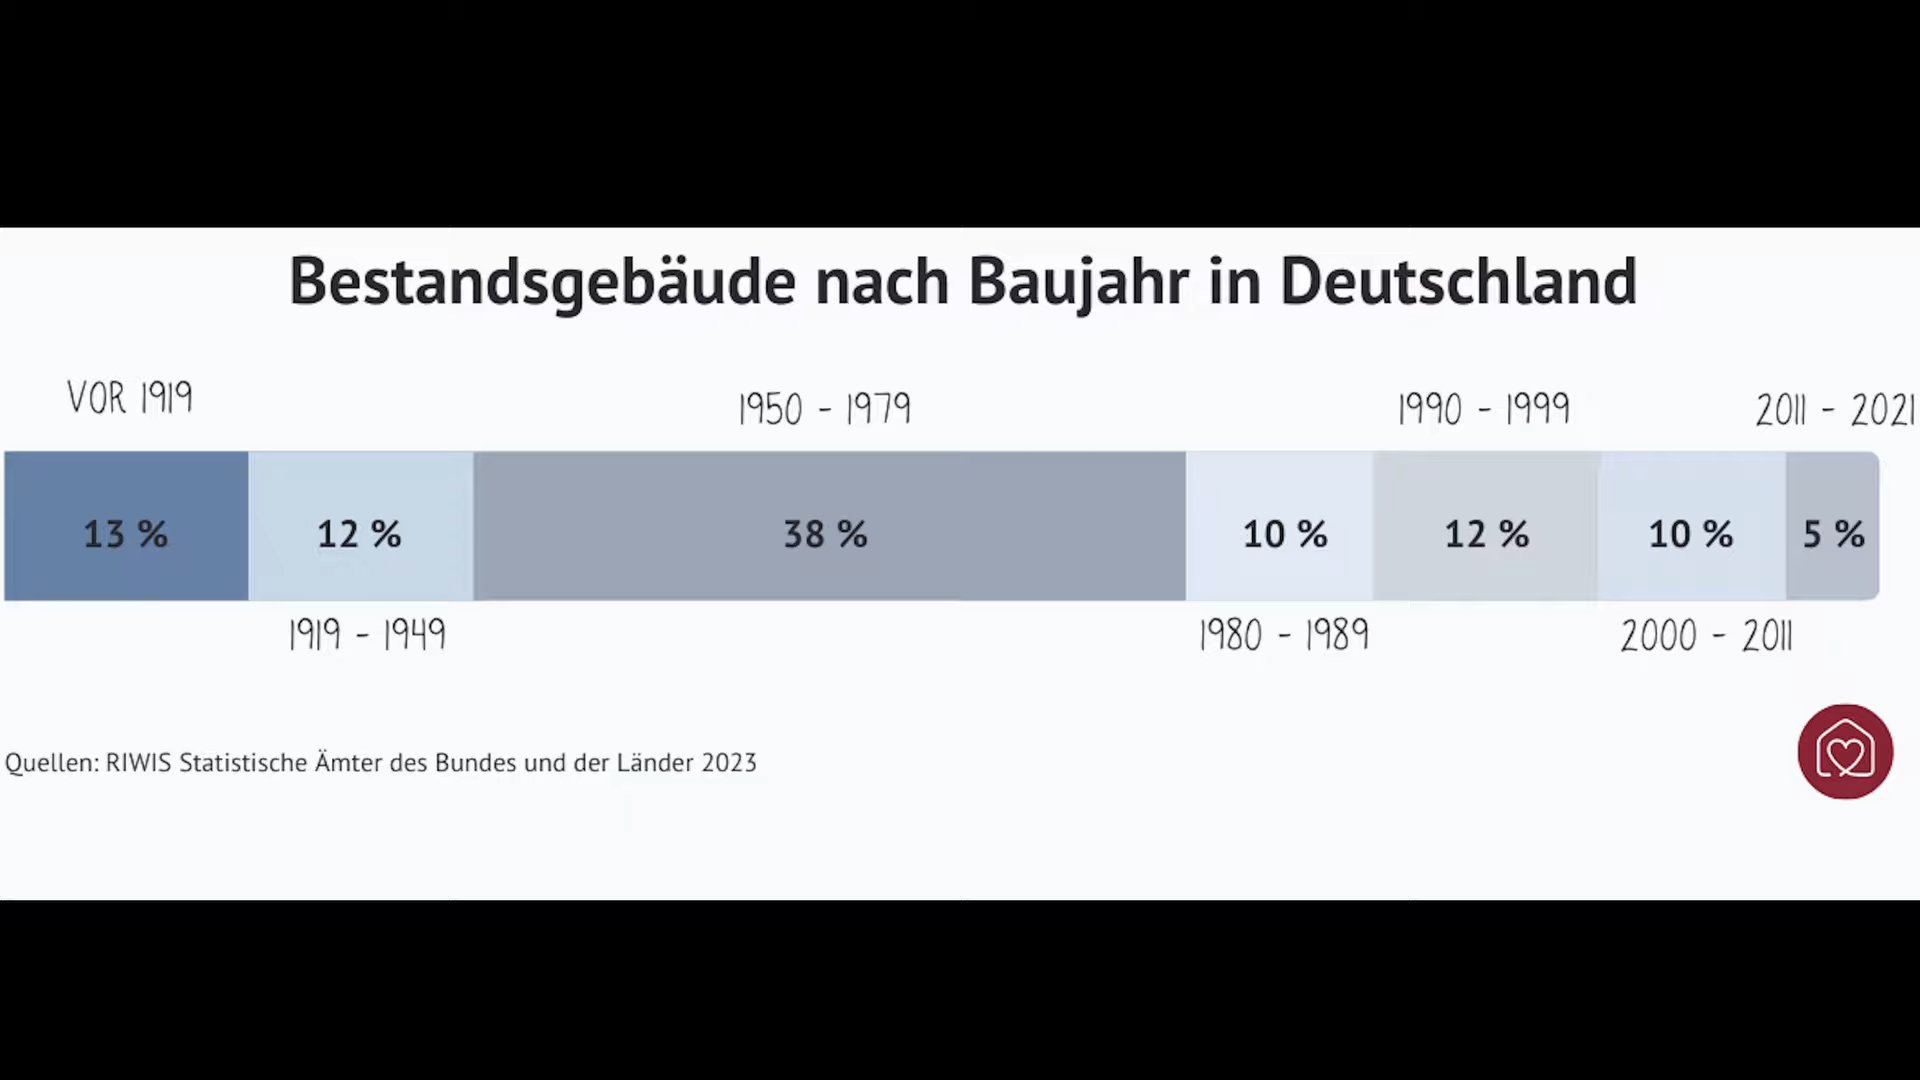 Bestandsgebäude nach Baujahr in Deutschland
VOR 1919
1950 - 1979
1990 - 1999
2011 - 2021
13 %
12 %
38 %
10 %
12 %
10 %
5 %
1919 - 1949
1980 - 1989
2000 - 2011
Quellen: RIWIS Statistische Ämter des Bundes und der Länder 2023